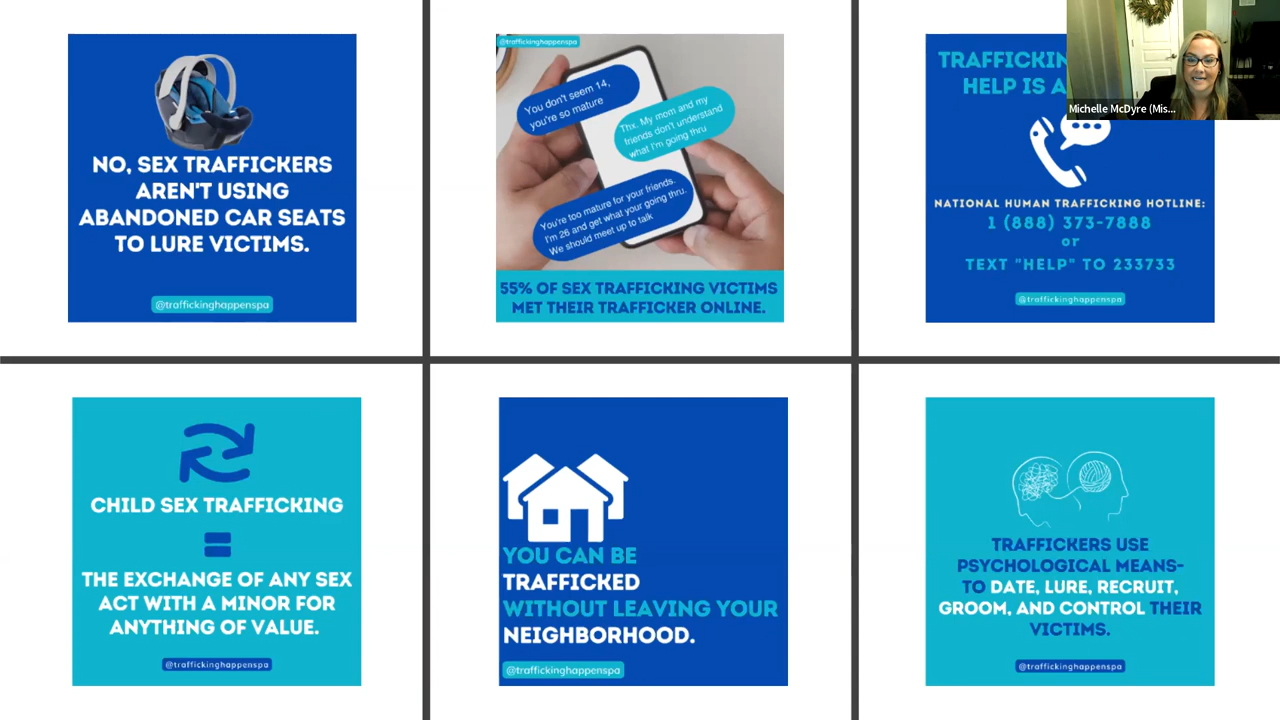 NO, SEX TRAFFICKERS
AREN'T USING
ABANDONED CAR SEATS
TO LURE VICTIMS.
@traffickinghappenspa
@traffickinghappenspa
You don't seem 14,
you're so mature
Thx. My mom and my
friends don't understand
what I'm going thru
You're too mature for your friends.
I'm 26 and get what your going thru.
We should meet up to talk
55% OF SEX TRAFFICKING VICTIMS
MET THEIR TRAFFICKER ONLINE.
HELP IS
Michelle McDyre (Mis...
NATIONAL HUMAN TRAFFICKING HOTLINE:
1 (888) 373-7888
or
TEXT "HELP" TO 233733
@traffickinghappenspa
CHILD SEX TRAFFICKING
=
THE EXCHANGE OF ANY SEX
ACT WITH A MINOR FOR
ANYTHING OF VALUE.
@traffickinghappenspa
YOU CAN BE
TRAFFICKED
WITHOUT LEAVING YOUR
NEIGHBORHOOD.
@traffickinghappenspa
TRAFFICKERS USE
PSYCHOLOGICAL MEANS-
TO DATE, LURE, RECRUIT,
GROOM, AND CONTROL THEIR
VICTIMS.
@traffickinghappenspa